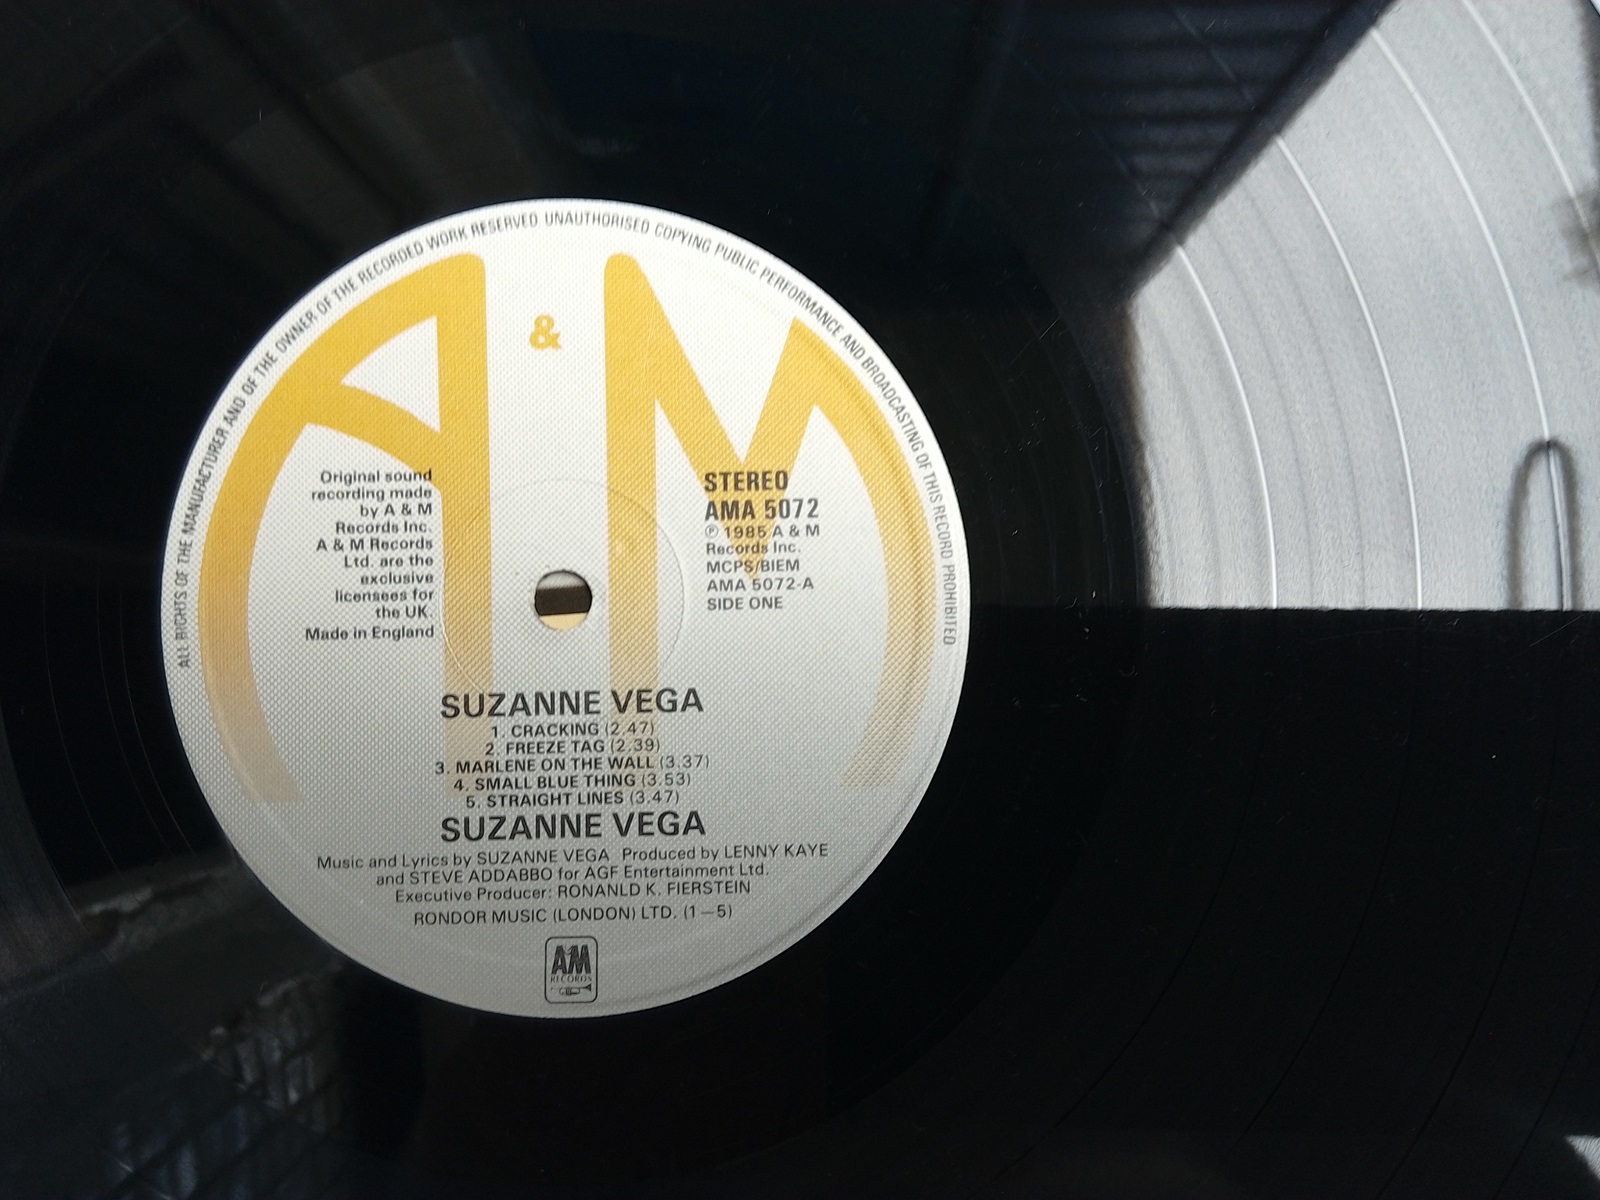 ALL RIGHTS OF THE MANUFACTURER AND OF THE OWNER OF THE RECORDED WORK RESERVED UNAUTHORISED COPYING PUBLIC PERFORMANCE AND BROADCASTING OF THIS RECORD PROHIBITED
A & M
Original sound
recording made
by A & M
Records Inc.
A & M Records
Ltd. are the
exclusive
licensees for
the UK.
Made in England
STEREO
AMA 5072
℗ 1985 A & M
Records Inc.
MCPS/BIEM
AMA 5072-A
SIDE ONE
SUZANNE VEGA
1. CRACKING (2.47)
2. FREEZE TAG (2.39)
3. MARLENE ON THE WALL (3.37)
4. SMALL BLUE THING (3.53)
5. STRAIGHT LINES (3.47)
SUZANNE VEGA
Music and Lyrics by SUZANNE VEGA Produced by LENNY KAYE
and STEVE ADDABBO for AGF Entertainment Ltd.
Executive Producer: RONANLD K. FIERSTEIN
RONDOR MUSIC (LONDON) LTD. (1–5)
AM
RECORDS